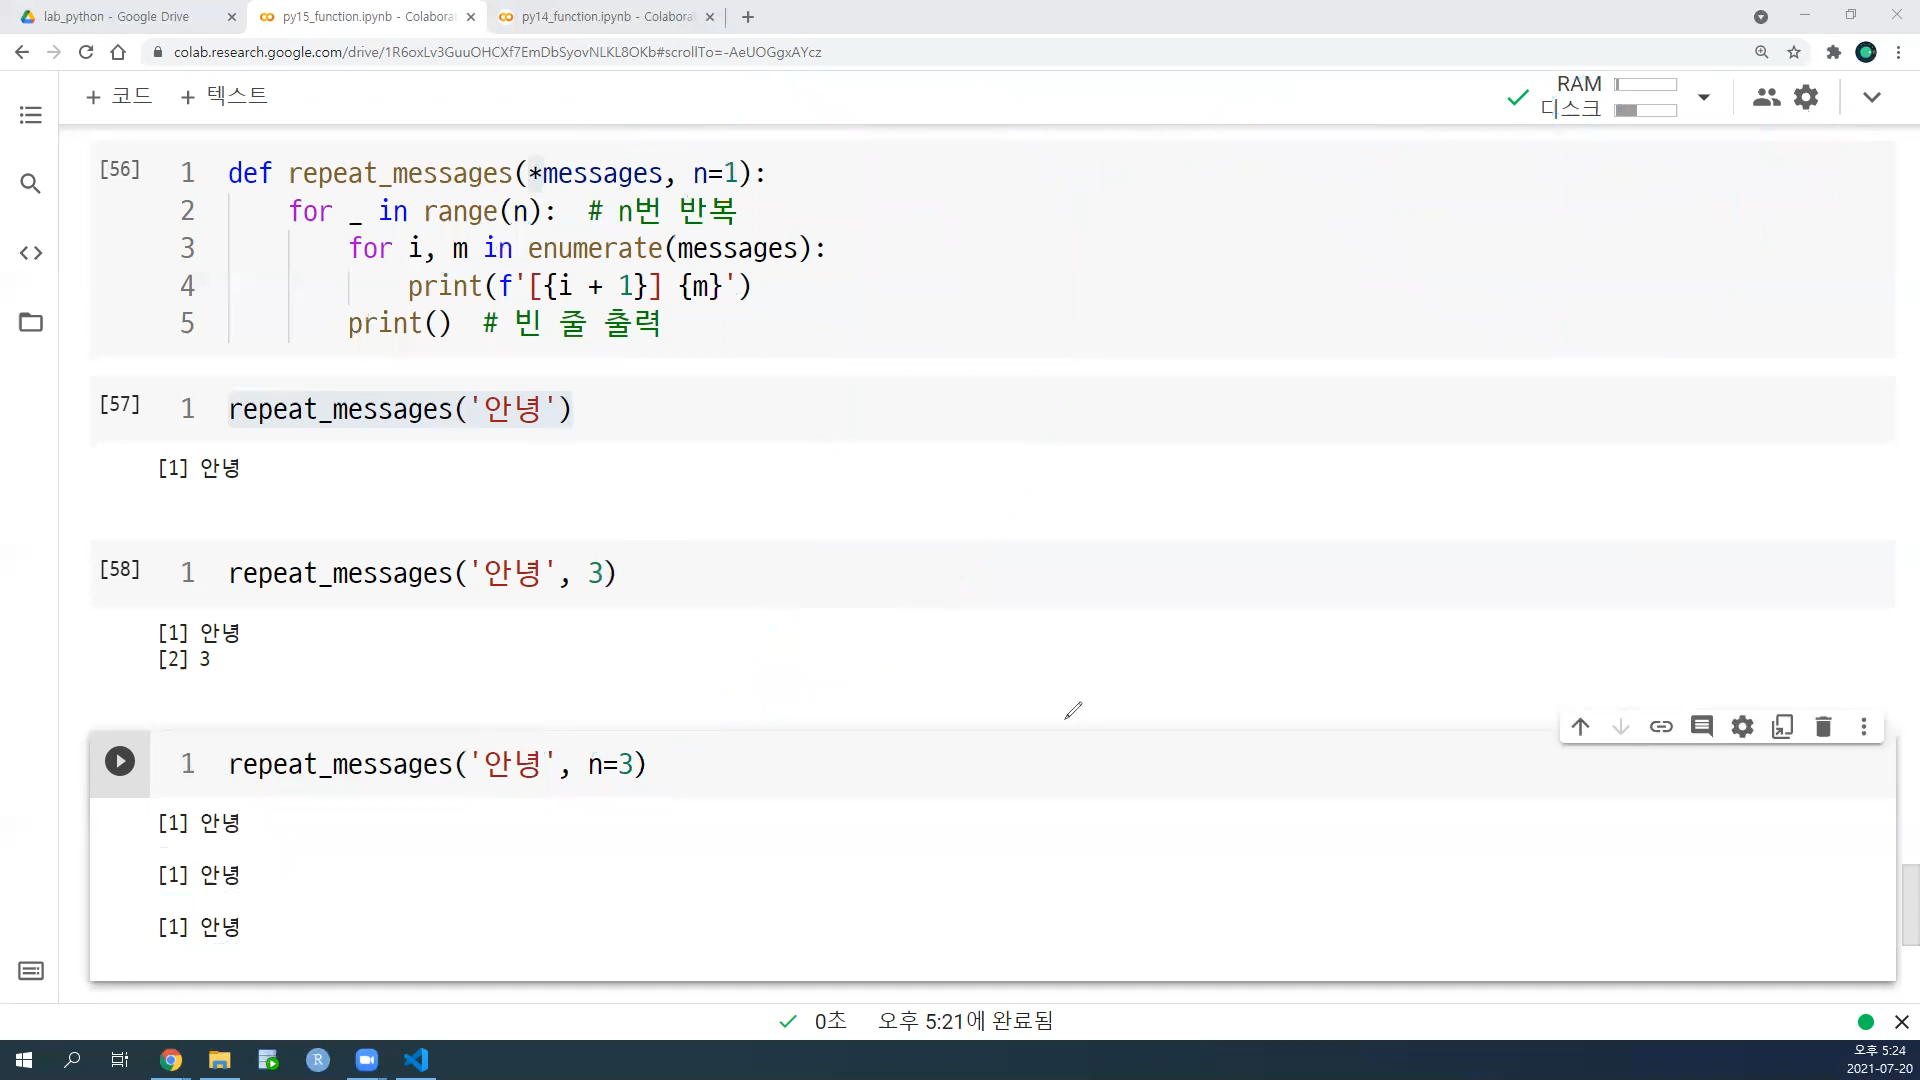 lab_python - Google Drive
py15_function.ipynb - Colabora
py14_function.ipynb - Colabora
colab.research.google.com/drive/1R6oxLv3GuuOHCXf7EmDbSyovNLKL8OKb#scrollTo=-AeUOGgxAYcz
+ 코드 + 텍스트
RAM
디스크
[56] 1 def repeat_messages(*messages, n=1):
2 for _ in range(n): # n번 반복
3 for i, m in enumerate(messages):
4 print(f'[{i + 1}] {m}')
5 print() # 빈 줄 출력
[57] 1 repeat_messages('안녕')
[1] 안녕
[58] 1 repeat_messages('안녕', 3)
[1] 안녕
[2] 3
1 repeat_messages('안녕', n=3)
[1] 안녕
[1] 안녕
[1] 안녕
0초 오후 5:21에 완료됨
오후 5:24
2021-07-20